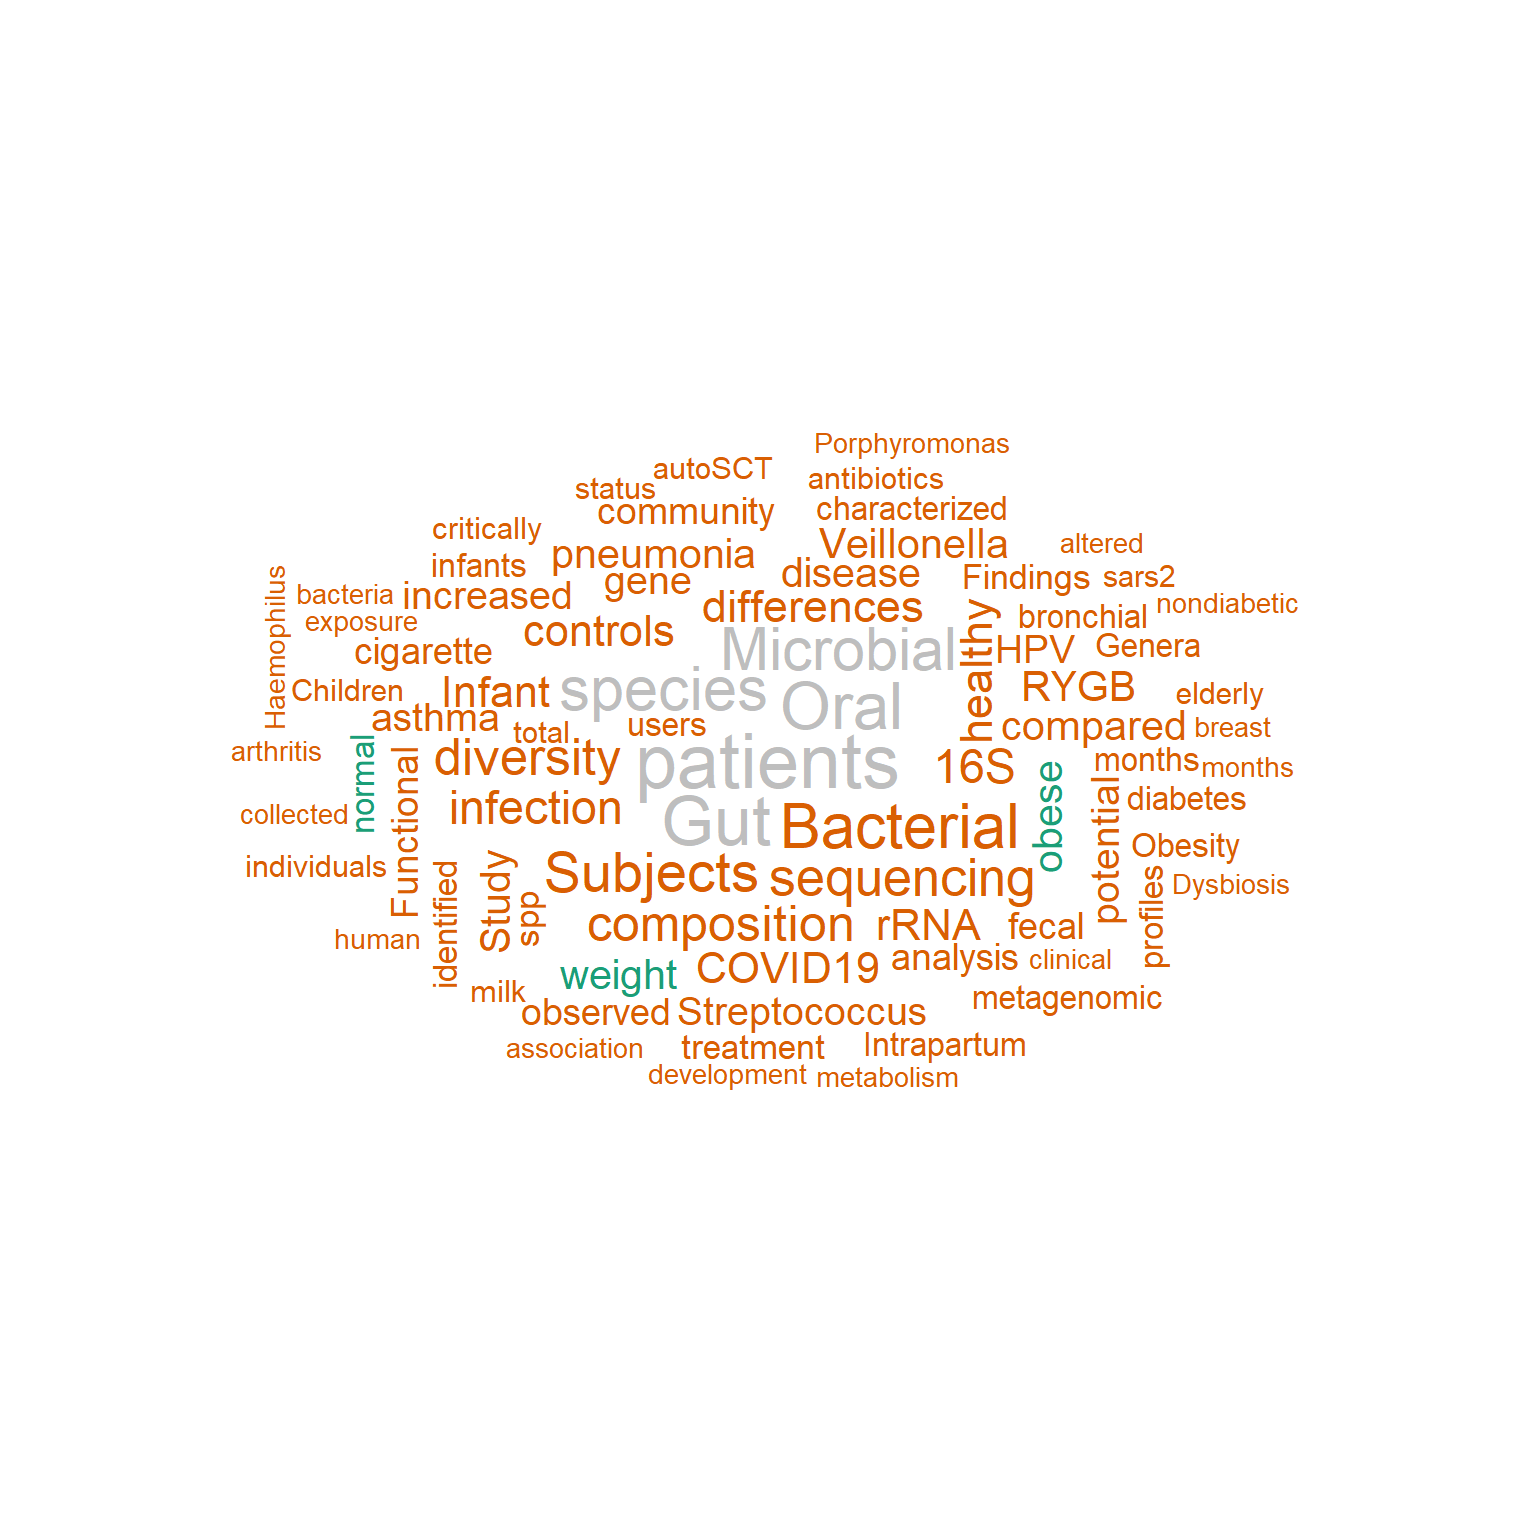 Porphyromonas
autoSCT
antibiotics
status
community
characterized
critically
pneumonia
Veillonella
altered
infants
gene
disease
Findings
sars2
Haemophilus
bacteria
increased
differences
healthy
bronchial
nondiabetic
exposure
controls
Microbial
HPV
Genera
cigarette
Children
Infant
species
Oral
RYGB
elderly
asthma
total
users
compared
breast
arthritis
normal
Functional
diversity
patients
16S
obese
months
months
collected
infection
Gut
Bacterial
potential
diabetes
individuals
identified
Study
spp
Subjects
sequencing
Obesity
profiles
Dysbiosis
human
composition
rRNA
fecal
milk
weight
COVID19
analysis
clinical
observed
Streptococcus
metagenomic
association
treatment
Intrapartum
development
metabolism